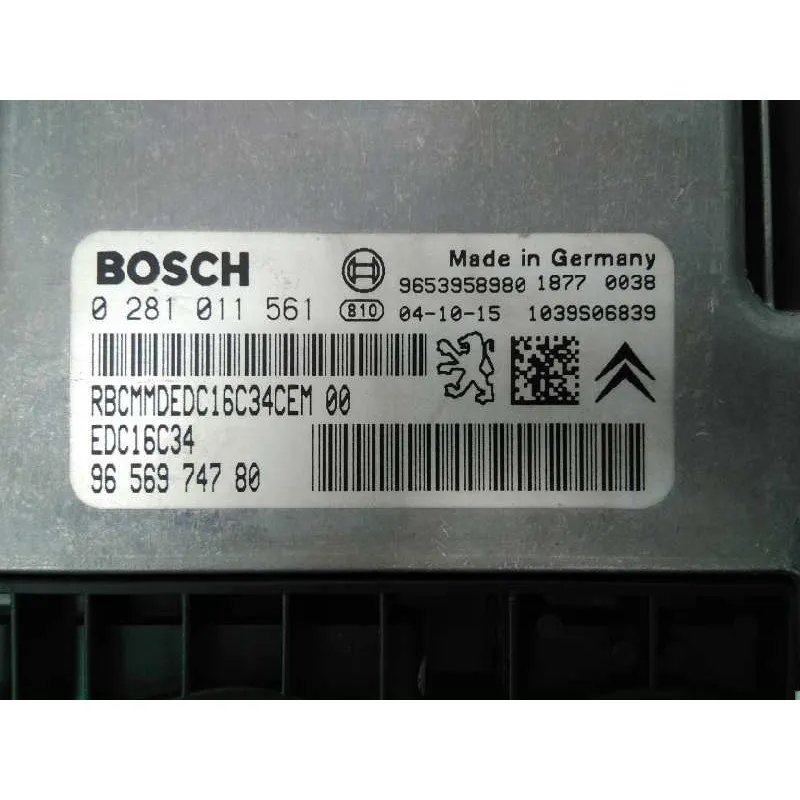 BOSCH
Made in Germany
9653958980 1877 0038
0 281 011 561 810 04-10-15 1039S06839
RBCMMDEDC16C34CEM 00
EDC16C34
96 569 747 80